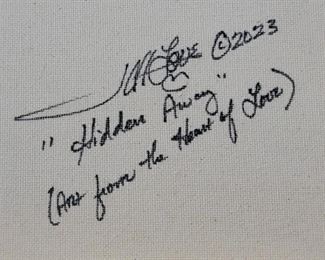 Love ©2023
"Hidden Away"
(Art from the Heart of Love)